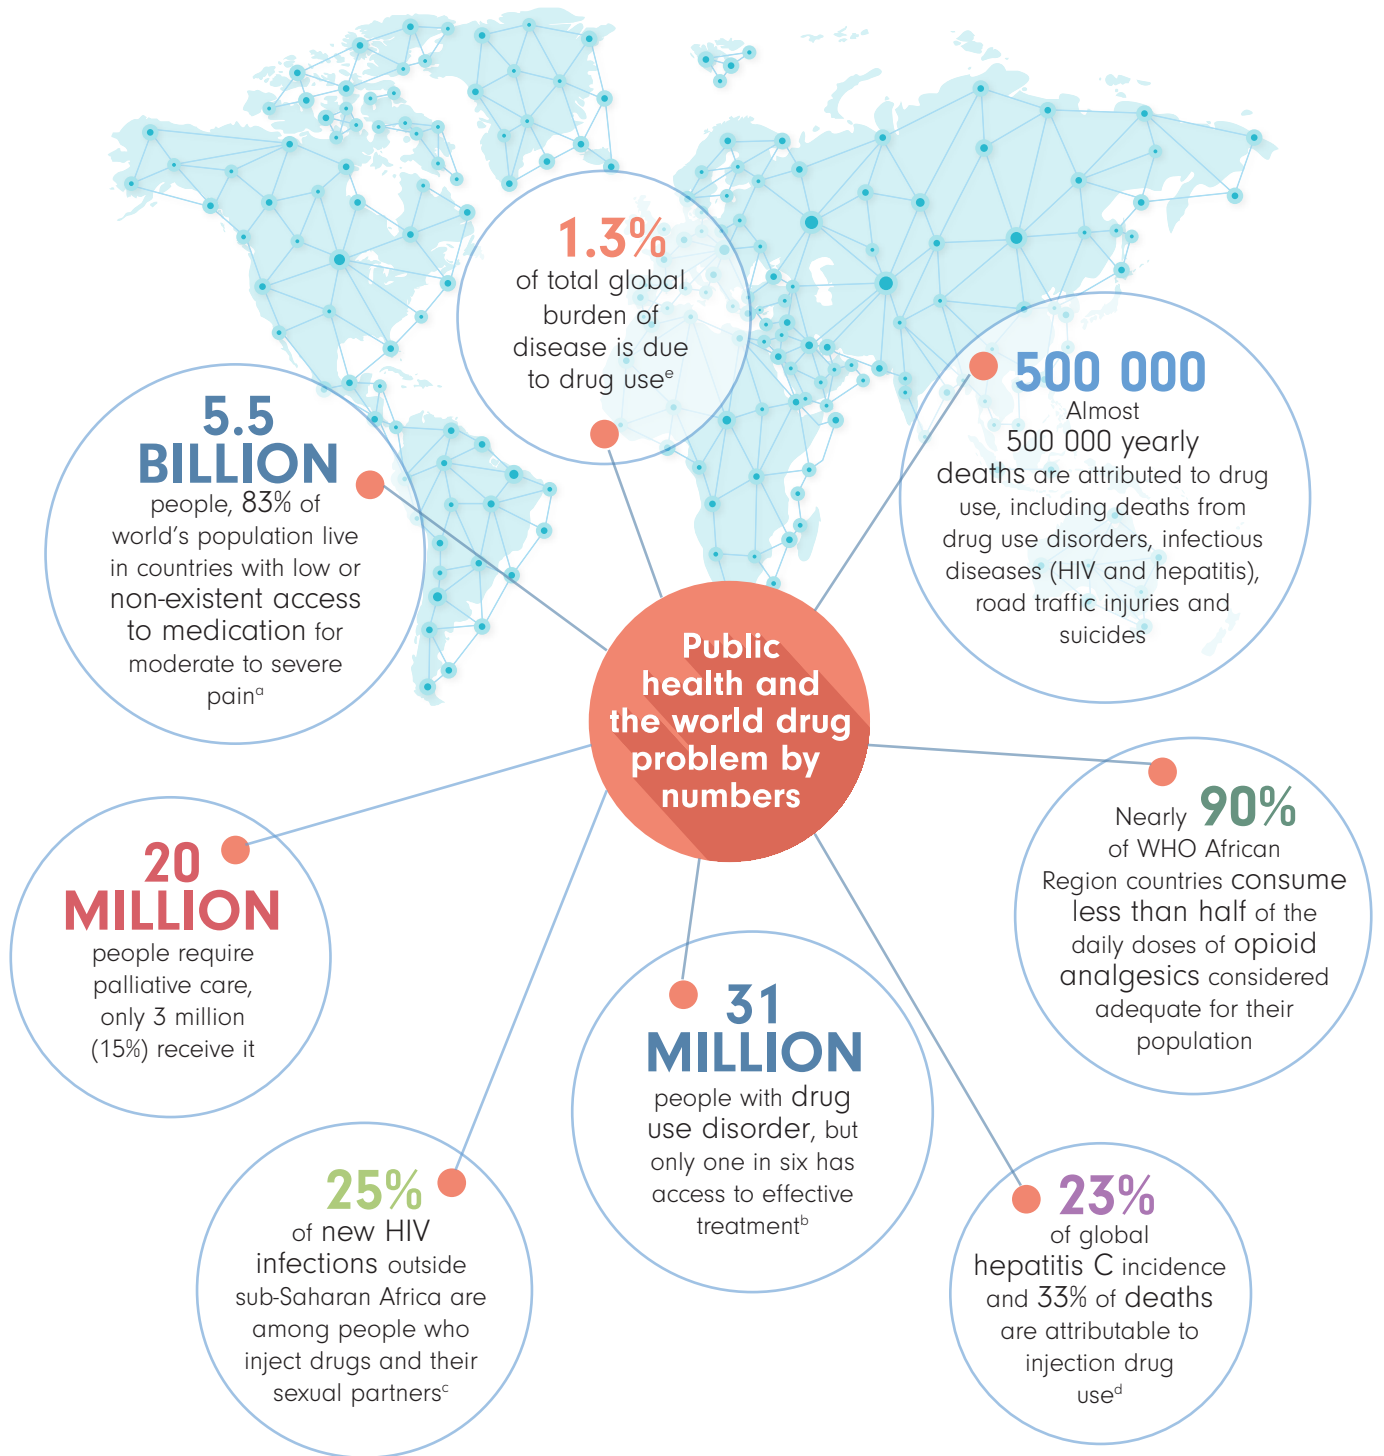 1.3%
of total global
burden of
disease is due
to drug use^e
5.5
BILLION
people, 83% of
world's population live
in countries with low or
non-existent access
to medication for
moderate to severe
pain^a
500 000
Almost
500 000 yearly
deaths are attributed to drug
use, including deaths from
drug use disorders, infectious
diseases (HIV and hepatitis),
road traffic injuries and
suicides
Public
health and
the world drug
problem by
numbers
20
MILLION
people require
palliative care,
only 3 million
(15%) receive it
Nearly 90%
of WHO African
Region countries consume
less than half of the
daily doses of opioid
analgesics considered
adequate for their
population
31
MILLION
people with drug
use disorder, but
only one in six has
access to effective
treatment^b
25%
of new HIV
infections outside
sub-Saharan Africa are
among people who
inject drugs and their
sexual partners^c
23%
of global
hepatitis C incidence
and 33% of deaths
are attributable to
injection drug
use^d